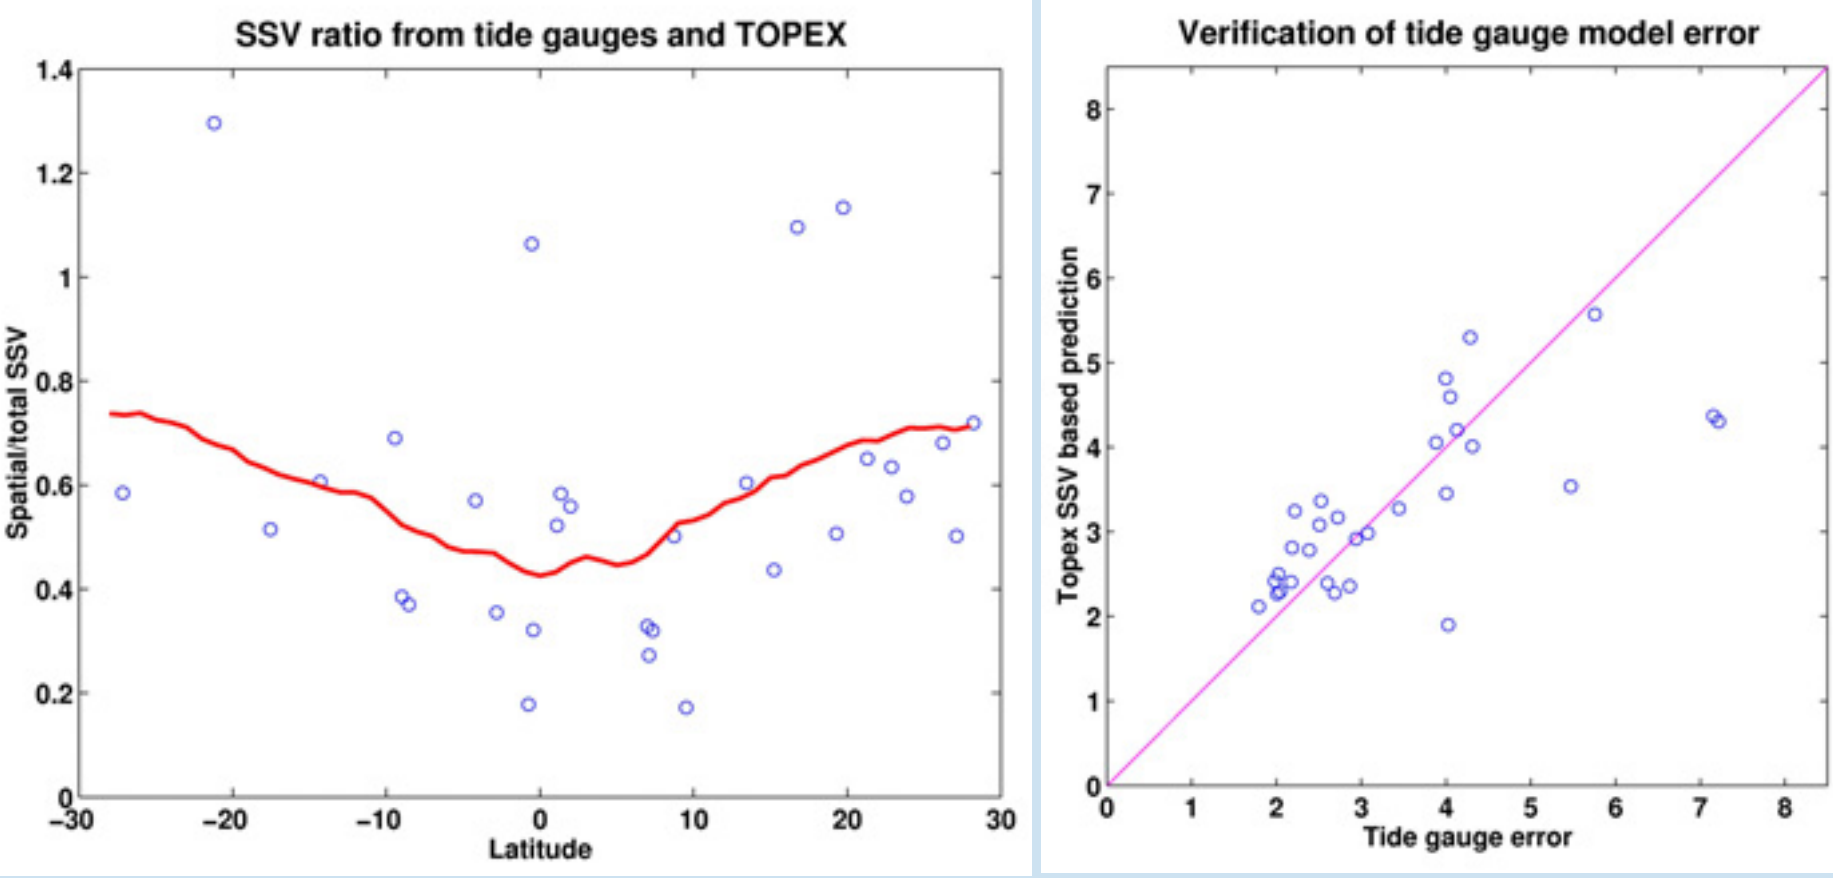 SSV ratio from tide gauges and TOPEX
1.4
1.2
1
0.8
0.6
0.4
0.2
0
Spatial/total SSV
−30 −20 −10 0 10 20 30
Latitude
Verification of tide gauge model error
8
7
6
5
4
3
2
1
0
Topex SSV based prediction
0 1 2 3 4 5 6 7 8
Tide gauge error